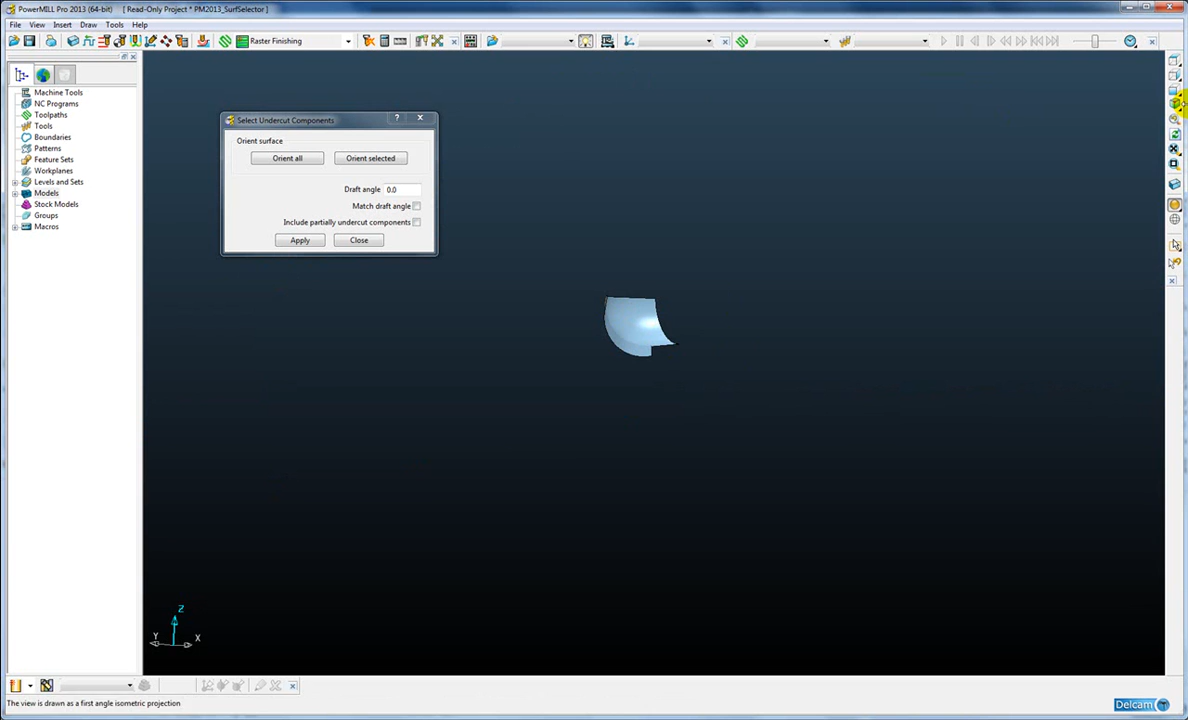 PowerMILL Pro 2013 (64-bit) [ Read-Only Project * PM2013_SurfSelector ]
File View Insert Draw Tools Help
Raster Finishing
Machine Tools
NC Programs
Toolpaths
Tools
Boundaries
Patterns
Feature Sets
Workplanes
Levels and Sets
Models
Stock Models
Groups
Macros
Select Undercut Components
Orient surface
Orient all Orient selected
Draft angle 0.0
Match draft angle
Include partially undercut components
Apply Close
Z
Y X
The view is drawn as a first angle isometric projection
Delcam